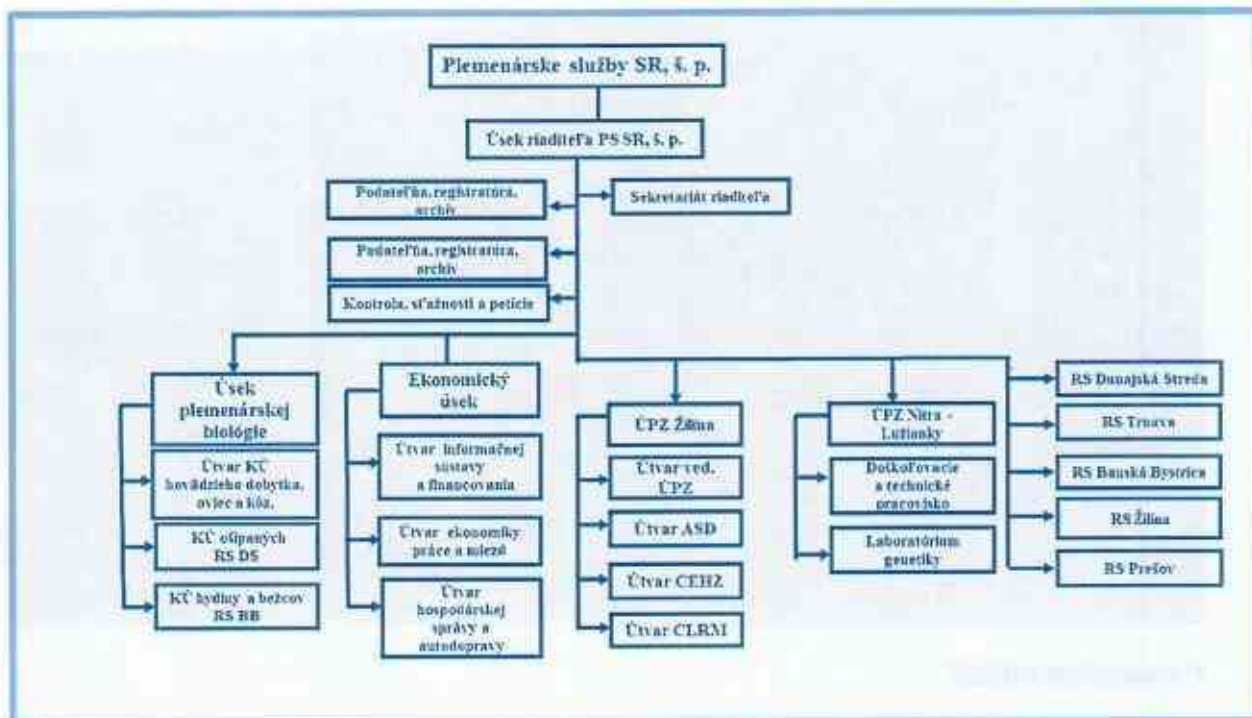 Plemenárske služby SR, š. p.
Úsek riaditeľa PS SR, š. p.
Podateľňa, registratúra,
archív
Sekretariát riaditeľa
Podateľňa, registratúra,
archív
Kontrola, sťažnosti a petície
Úsek
plemenárskej
biológie
Útvar KÚ
hovädzieho dobytka,
oviec a kôz,
KÚ ošípaných
RS DS
KÚ hydiny a bežcov
RS BB
Ekonomický
úsek
Útvar informačnej
sústavy
a financovania
Útvar ekonomiky
práce a miezd
Útvar
hospodárskej
správy a
autodopravy
ÚPZ Žilina
Útvar ved.
ÚPZ
Útvar ASD
Útvar CEHZ
Útvar CLRM
ÚPZ Nitra -
Lužianky
a technické
pracovisko
Laboratórium
genetiky
RS Dunajská Streda
RS Trnava
RS Banská Bystrica
RS Žilina
RS Prešov